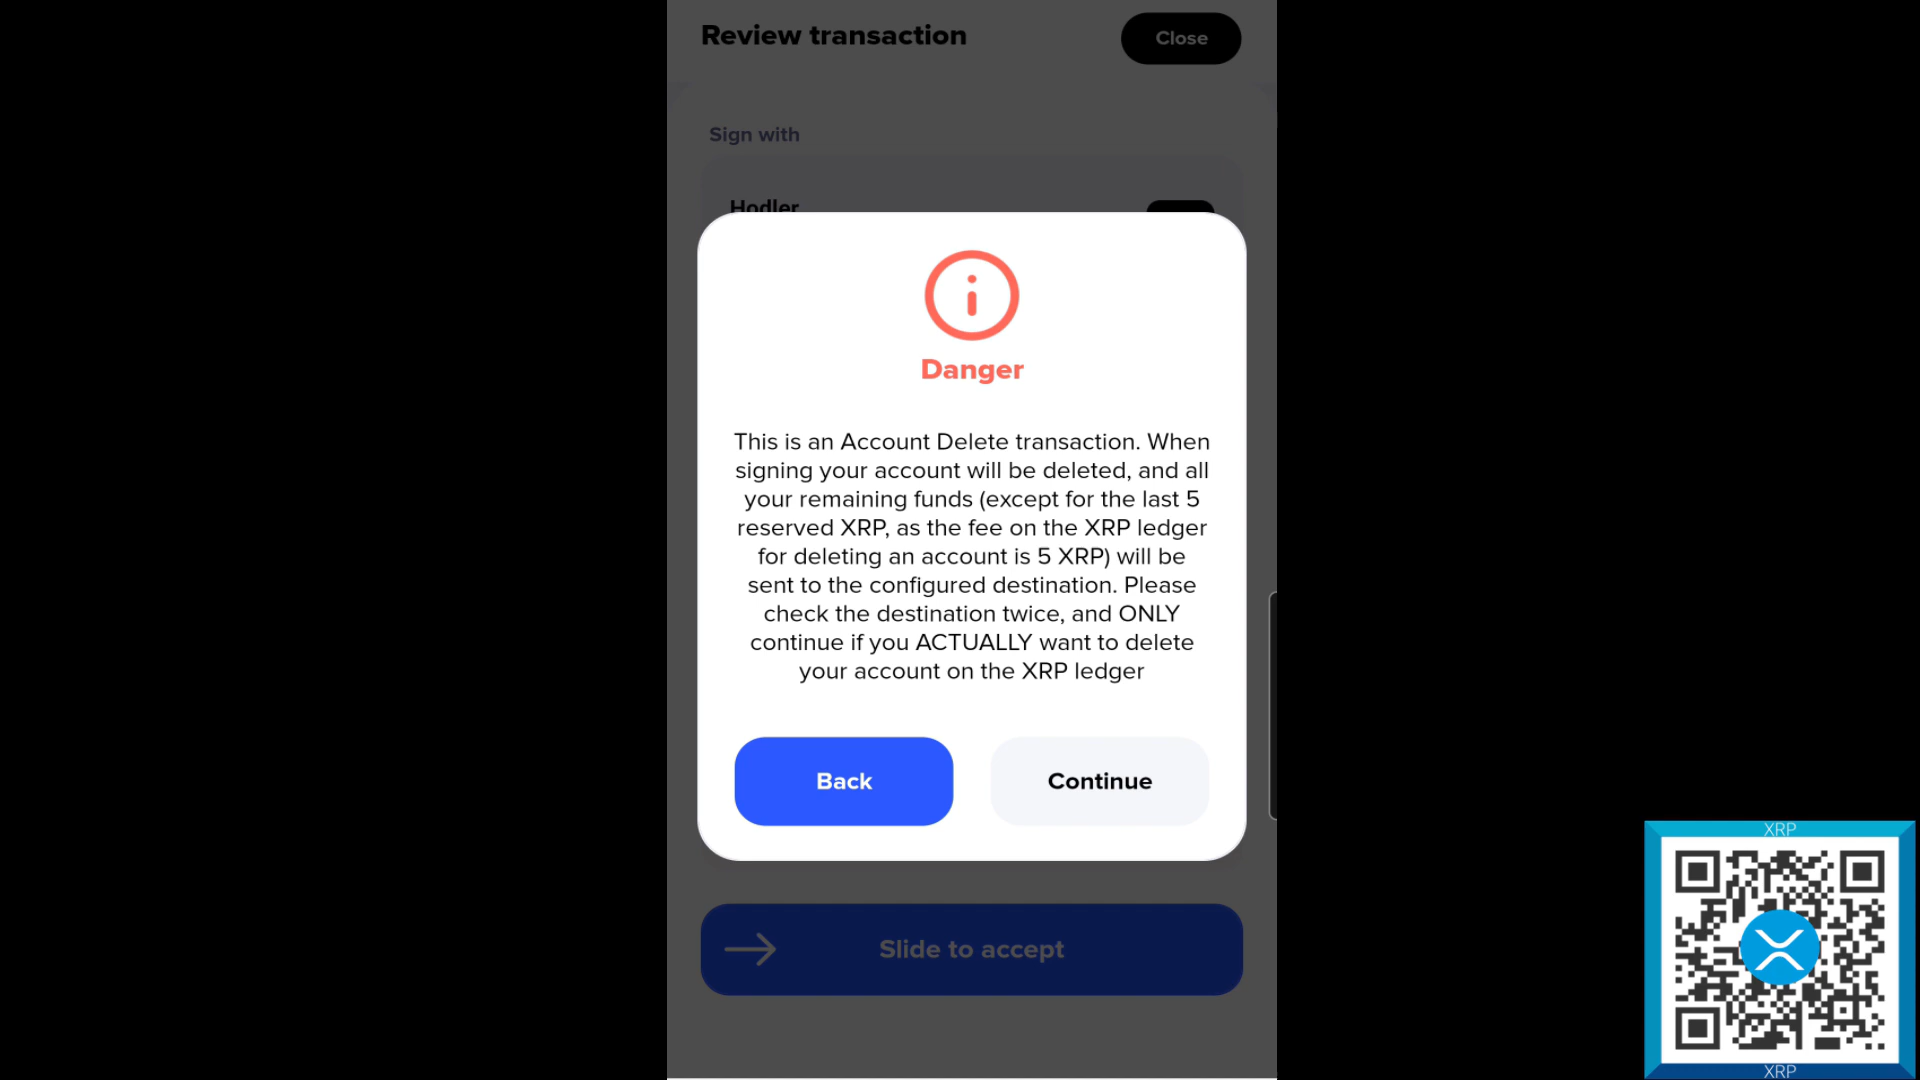 Review transaction
Close
Sign with
Hodler
Danger
This is an Account Delete transaction. When
signing your account will be deleted, and all
your remaining funds (except for the last 5
reserved XRP, as the fee on the XRP ledger
for deleting an account is 5 XRP) will be
sent to the configured destination. Please
check the destination twice, and ONLY
continue if you ACTUALLY want to delete
your account on the XRP ledger
Back
Continue
Slide to accept
XRP
XRP